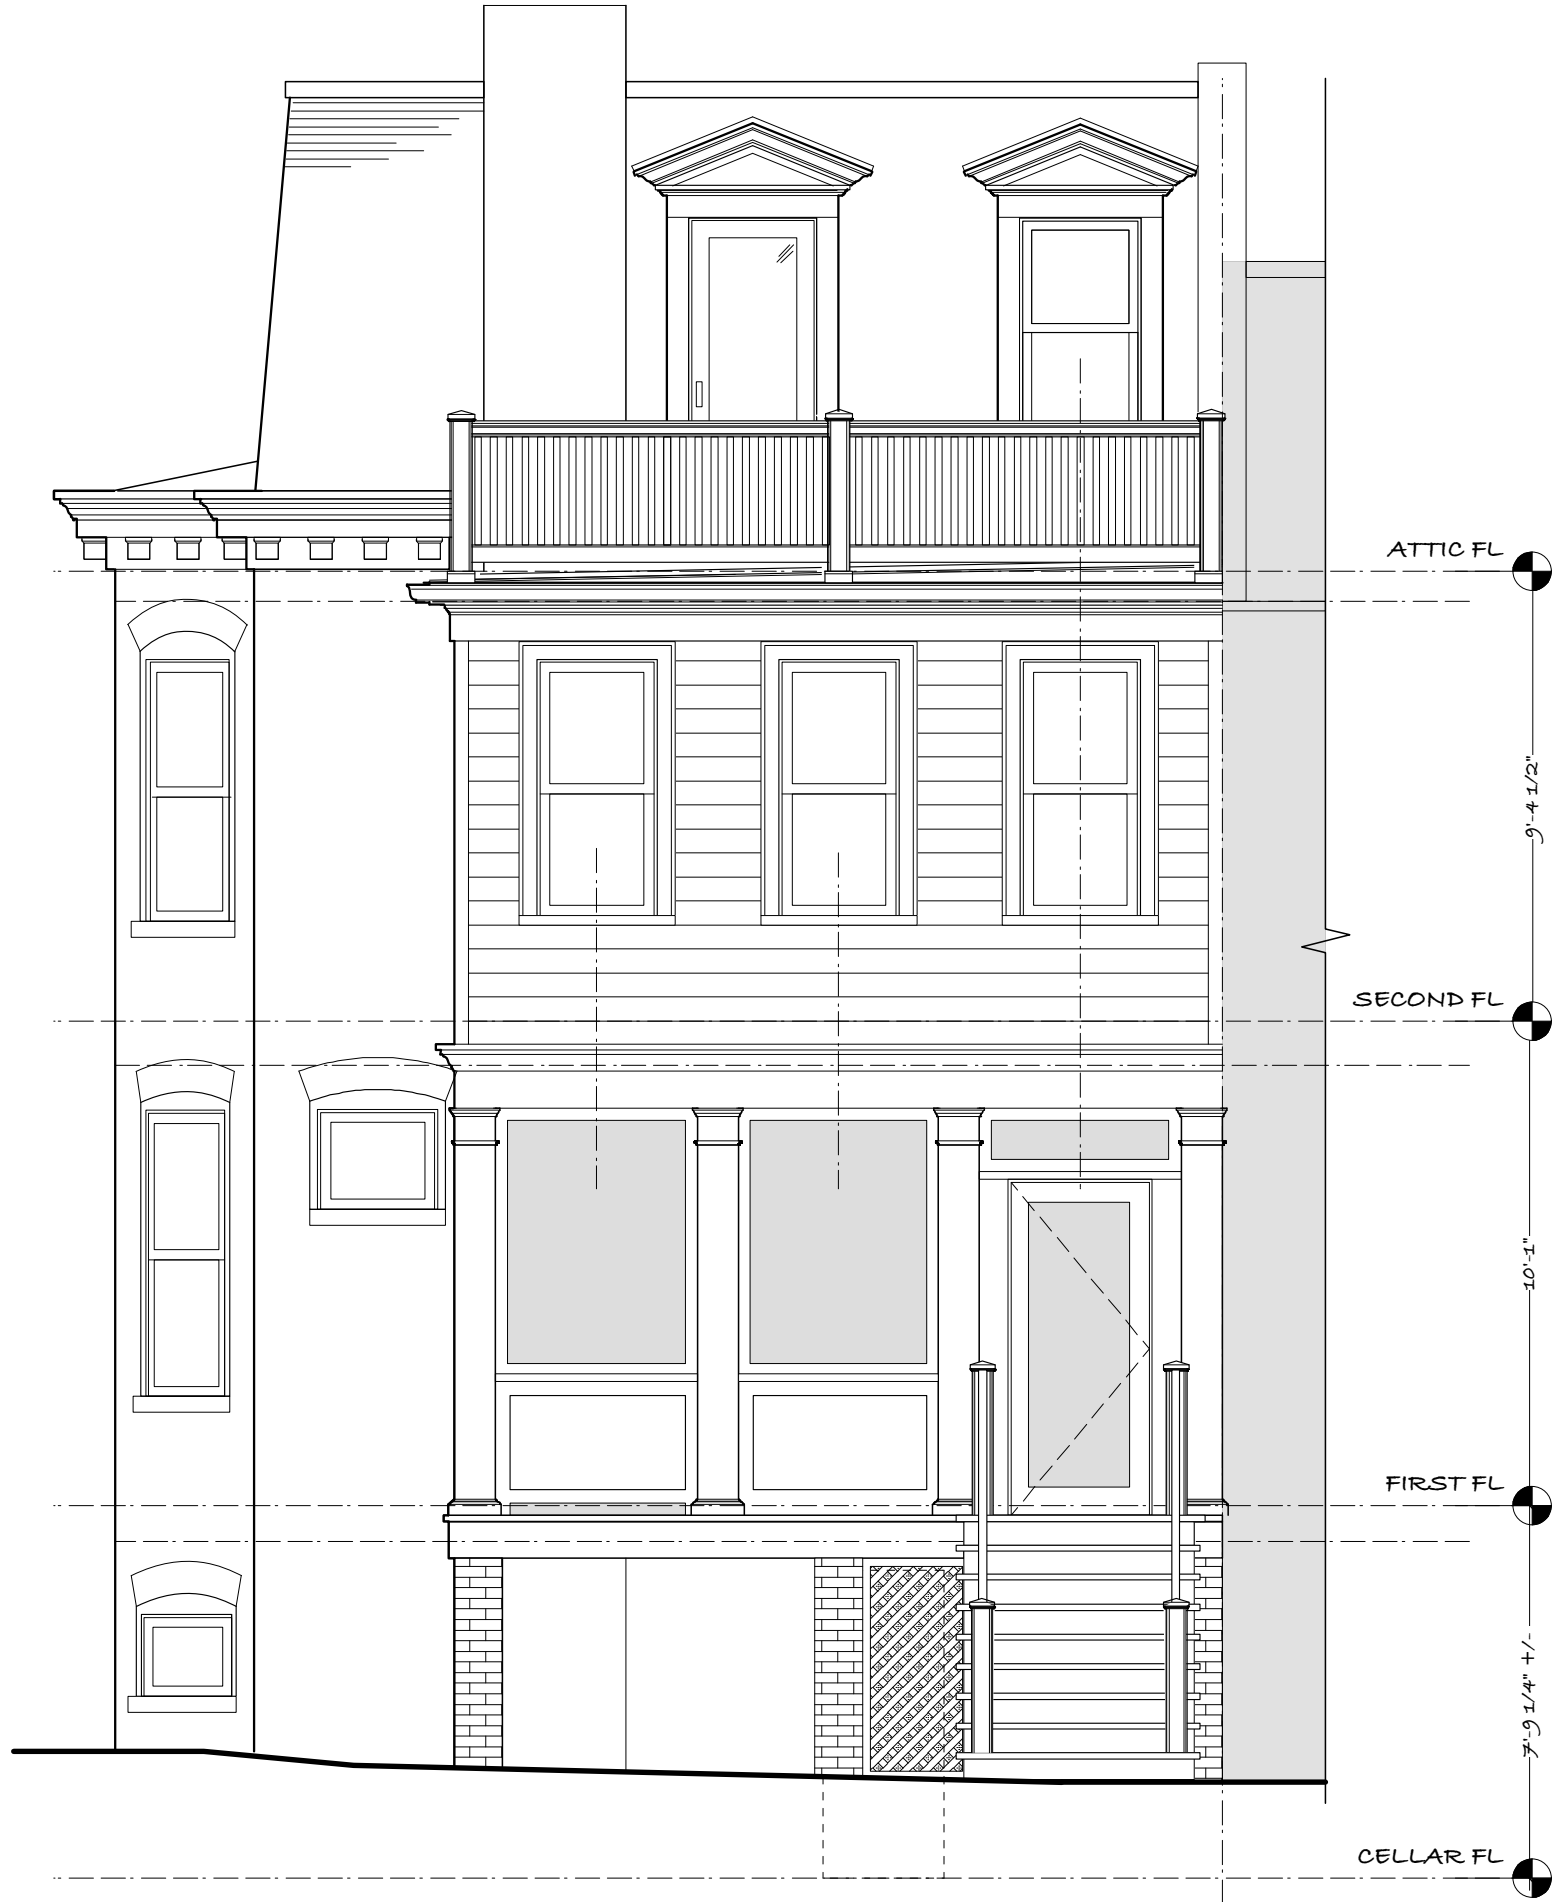 ATTIC FL
9'-4 1/2"
SECOND FL
10'-1"
FIRST FL
7'-9 1/4" +/-
CELLAR FL